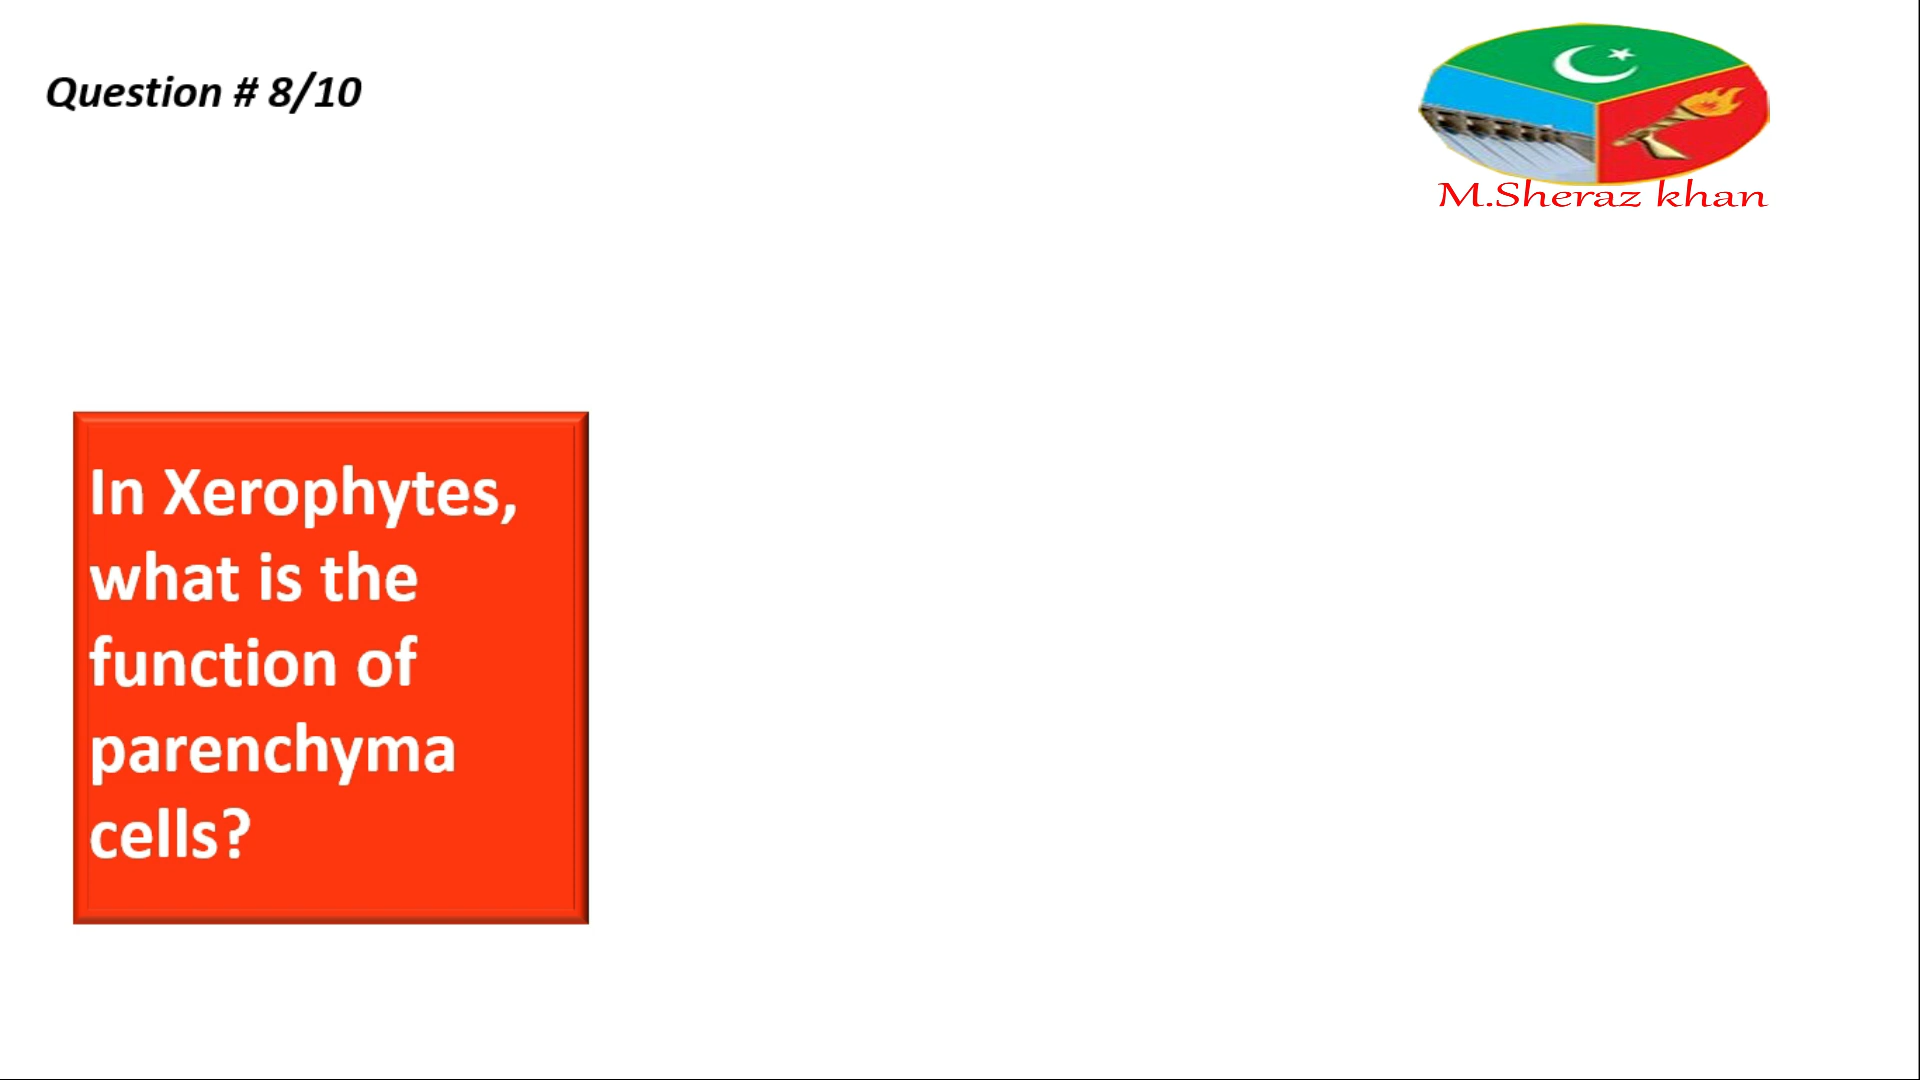 Question # 8/10
M.Sheraz khan
In Xerophytes,
what is the
function of
parenchyma
cells?